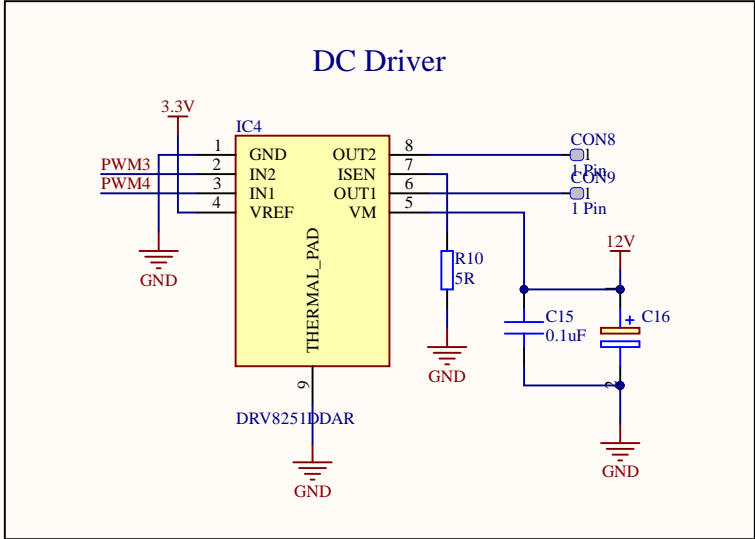 DC Driver
3.3V
IC4
1
GND
OUT2
8
CON8
1
1 Pin
PWM3
2
IN2
ISEN
7
CON9
PWM4
3
IN1
OUT1
6
1
1 Pin
4
VREF
VM
5
12V
GND
THERMAL_PAD
R10
5R
1
+
C15
0.1uF
C16
GND
9
2
DRV8251DDAR
GND
GND